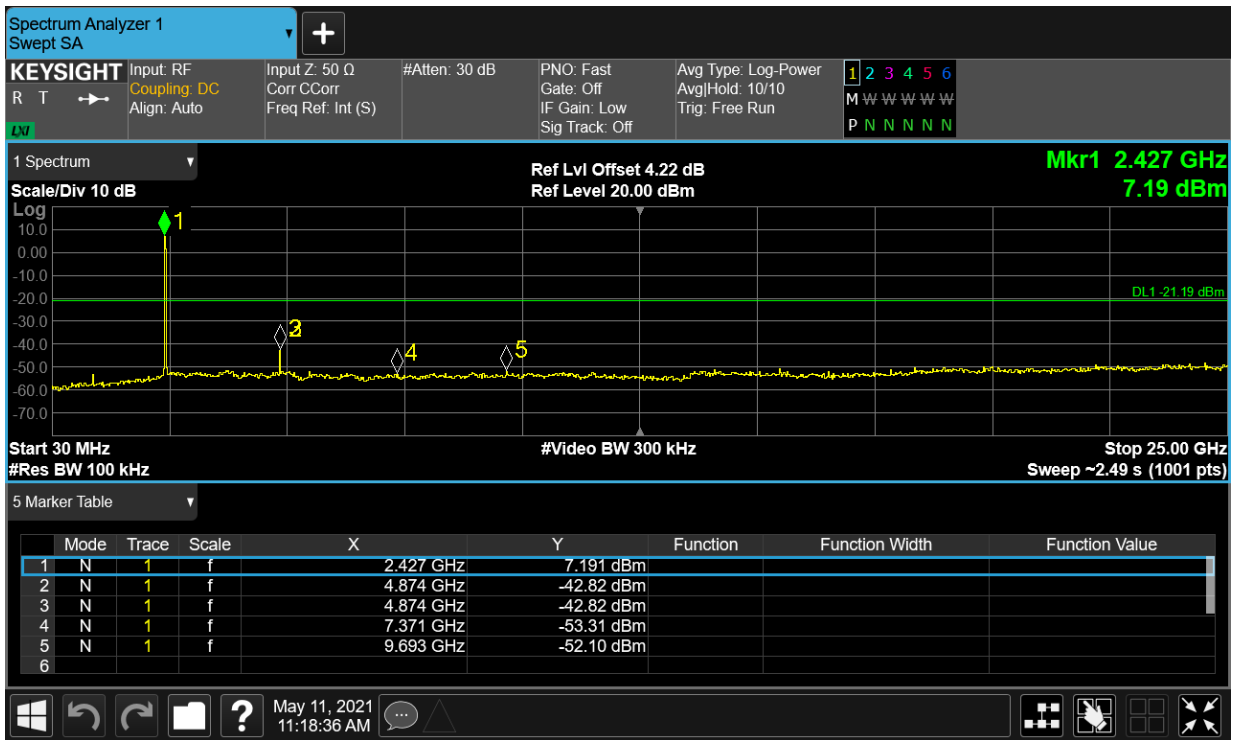 Spectrum Analyzer 1
Swept SA
KEYSIGHT
R T
LXI
Input: RF
Coupling: DC
Align: Auto
Input Z: 50 Ω
Corr CCorr
Freq Ref: Int (S)
#Atten: 30 dB
PNO: Fast
Gate: Off
IF Gain: Low
Sig Track: Off
Avg Type: Log-Power
Avg|Hold: 10/10
Trig: Free Run
1 2 3 4 5 6
M W W W W W
P N N N N N
1 Spectrum
Scale/Div 10 dB
Ref Lvl Offset 4.22 dB
Ref Level 20.00 dBm
Mkr1 2.427 GHz
7.19 dBm
Log
10.0
0.00
-10.0
-20.0
-30.0
-40.0
-50.0
-60.0
-70.0
1
3
4
5
DL1 -21.19 dBm
Start 30 MHz
#Res BW 100 kHz
#Video BW 300 kHz
Stop 25.00 GHz
Sweep ~2.49 s (1001 pts)
5 Marker Table
Mode Trace Scale X Y Function Function Width Function Value
1 N 1 f 2.427 GHz 7.191 dBm
2 N 1 f 4.874 GHz -42.82 dBm
3 N 1 f 4.874 GHz -42.82 dBm
4 N 1 f 7.371 GHz -53.31 dBm
5 N 1 f 9.693 GHz -52.10 dBm
6
?
May 11, 2021
11:18:36 AM